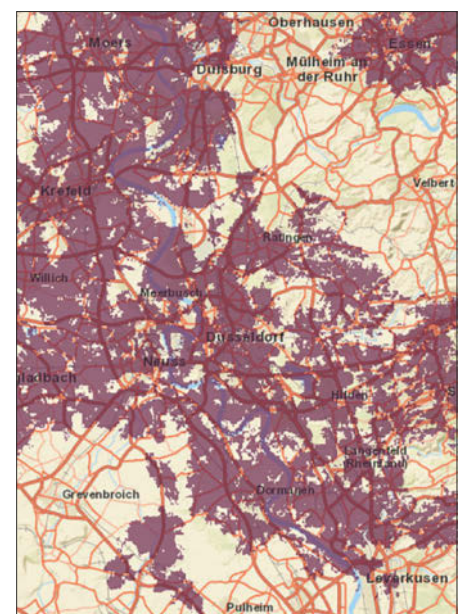 Oberhausen
Moers
Essen
Duisburg
Mülheim an
der Ruhr
Krefeld
Velbert
Ratingen
Willich
Meerbusch
Düsseldorf
Neuss
gladbach
Hilden
S
Langenfeld
(Rheinland)
Grevenbroich
Dormagen
Leverkusen
Pulheim